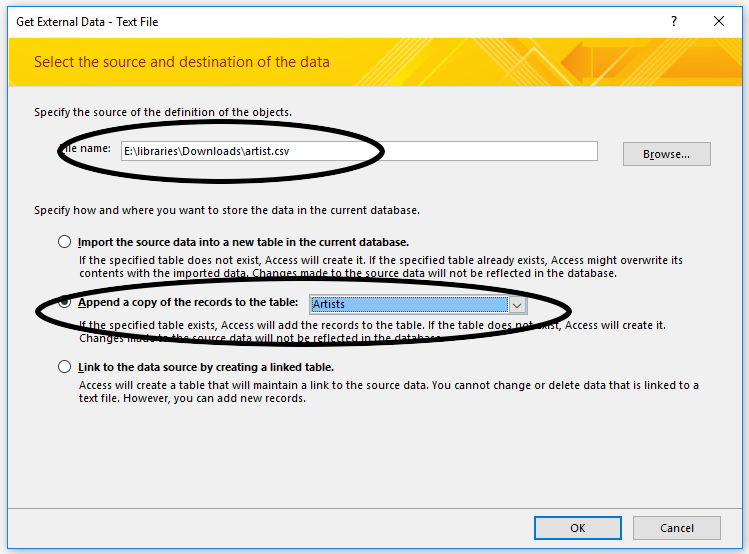 Get External Data - Text File
Select the source and destination of the data
Specify the source of the definition of the objects.
File name:
E:\libraries\Downloads\artist.csv
Browse...
Specify how and where you want to store the data in the current database.
Import the source data into a new table in the current database.
If the specified table does not exist, Access will create it. If the specified table already exists, Access might overwrite its
contents with the imported data. Changes made to the source data will not be reflected in the database.
Append a copy of the records to the table:
Artists
If the specified table exists, Access will add the records to the table. If the table does not exist, Access will create it.
Changes made to the source data will not be reflected in the database.
Link to the data source by creating a linked table.
Access will create a table that will maintain a link to the source data. You cannot change or delete data that is linked to a
text file. However, you can add new records.
OK
Cancel